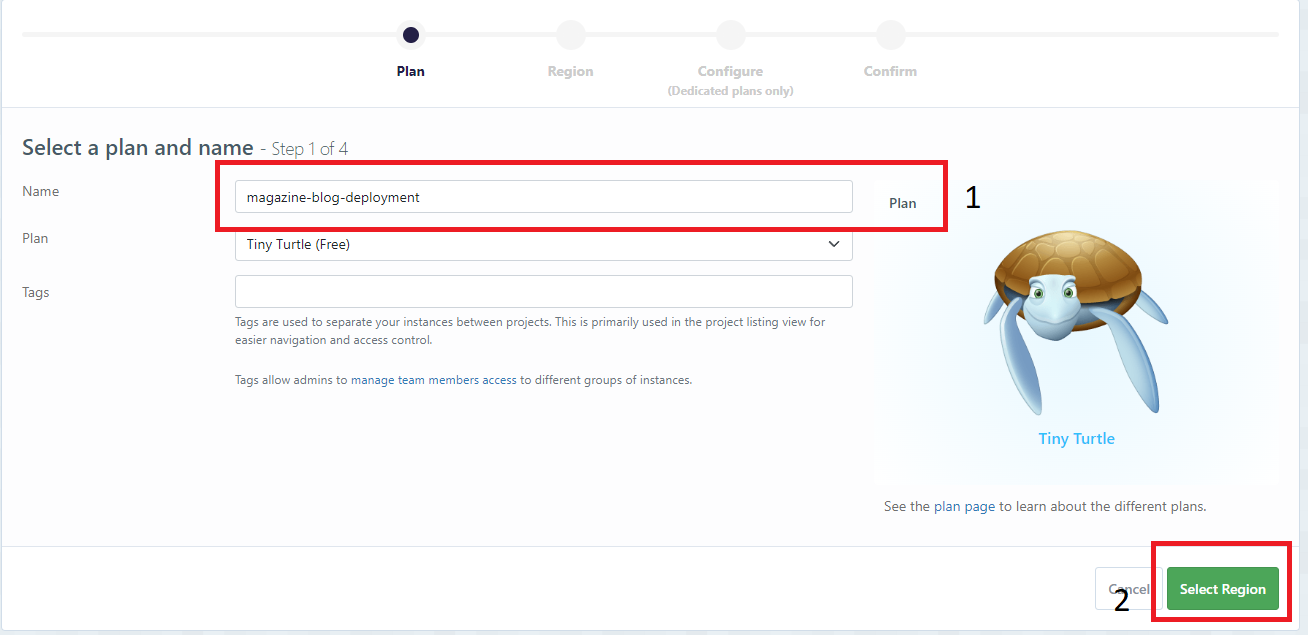 Plan
Region
Configure
(Dedicated plans only)
Confirm
Select a plan and name - Step 1 of 4
Name
magazine-blog-deployment
Plan
1
Plan
Tiny Turtle (Free)
Tags
Tags are used to separate your instances between projects. This is primarily used in the project listing view for
easier navigation and access control.
Tags allow admins to manage team members access to different groups of instances.
Tiny Turtle
See the plan page to learn about the different plans.
Cancel
2
Select Region